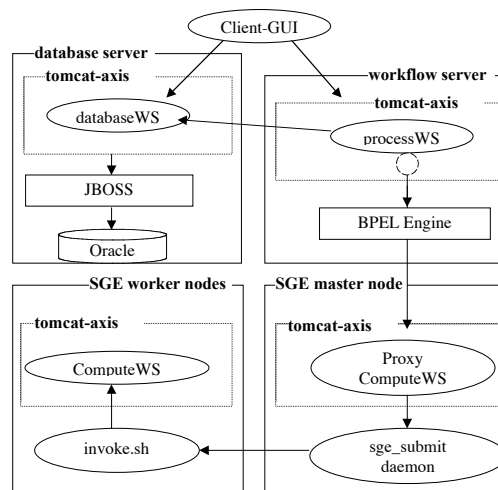 Client-GUI
database server
tomcat-axis
databaseWS
JBOSS
Oracle
workflow server
tomcat-axis
processWS
BPEL Engine
SGE worker nodes
tomcat-axis
ComputeWS
invoke.sh
SGE master node
tomcat-axis
Proxy
ComputeWS
sge_submit
daemon